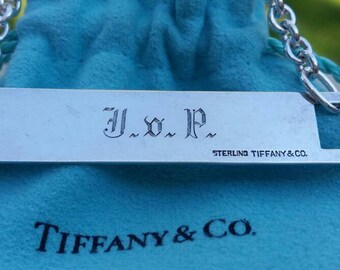 J.v.P.
STERLING TIFFANY & CO.
TIFFANY & CO.